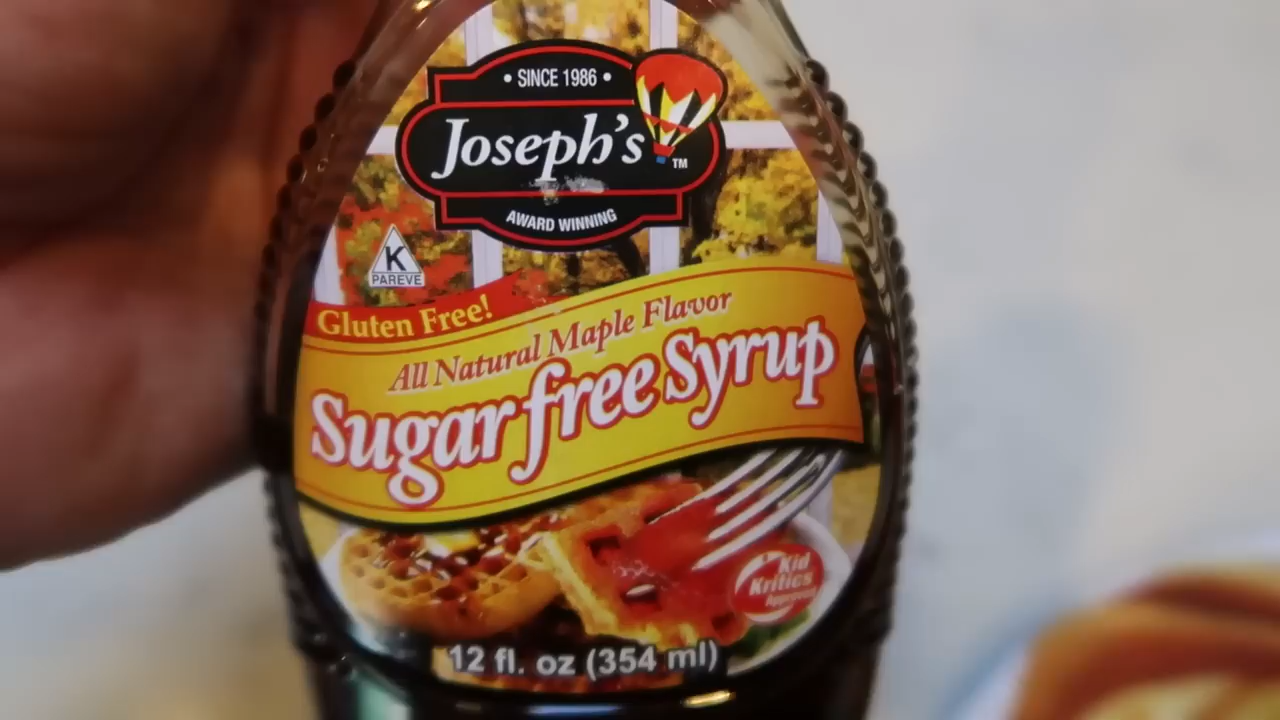 • SINCE 1986 •
Joseph's TM
AWARD WINNING
K
PAREVE
Gluten Free!
All Natural Maple Flavor
Sugar free Syrup
Kid
Kritics
Approved
12 fl. oz (354 ml)